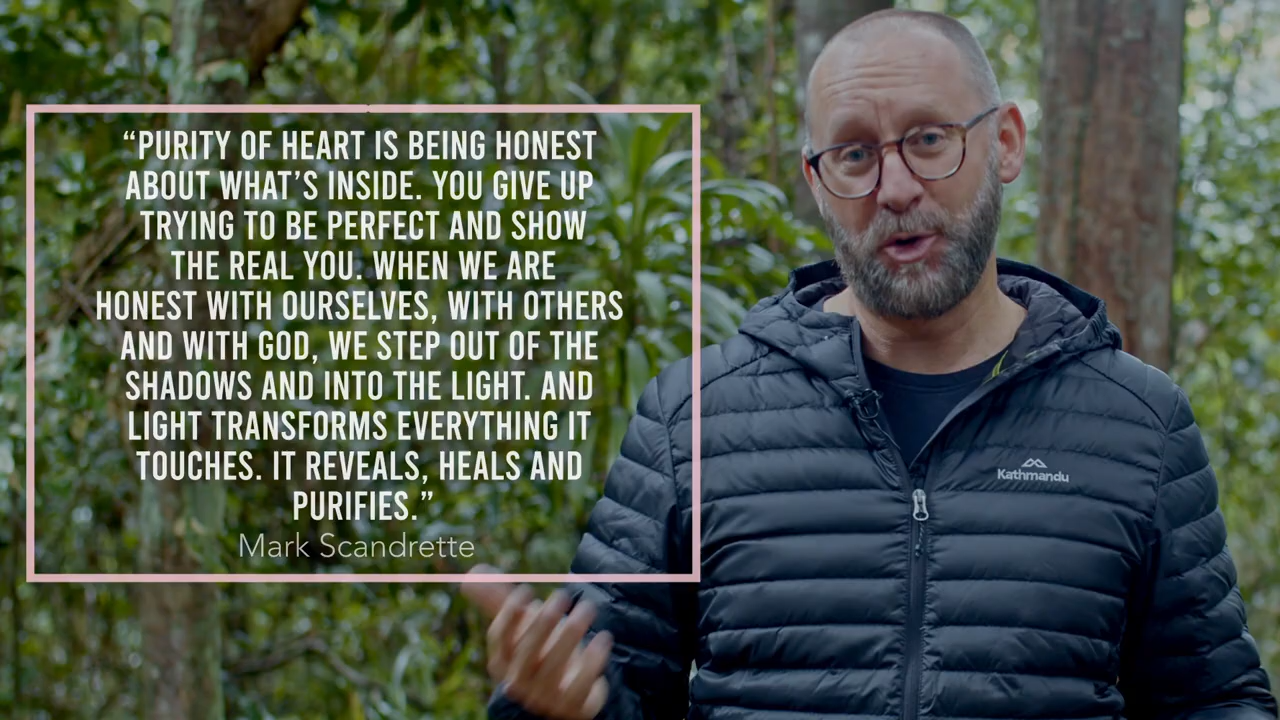 “PURITY OF HEART IS BEING HONEST
ABOUT WHAT’S INSIDE. YOU GIVE UP
TRYING TO BE PERFECT AND SHOW
THE REAL YOU. WHEN WE ARE
HONEST WITH OURSELVES, WITH OTHERS
AND WITH GOD, WE STEP OUT OF THE
SHADOWS AND INTO THE LIGHT. AND
LIGHT TRANSFORMS EVERYTHING IT
TOUCHES. IT REVEALS, HEALS AND
PURIFIES.”
Mark Scandrette
Kathmandu